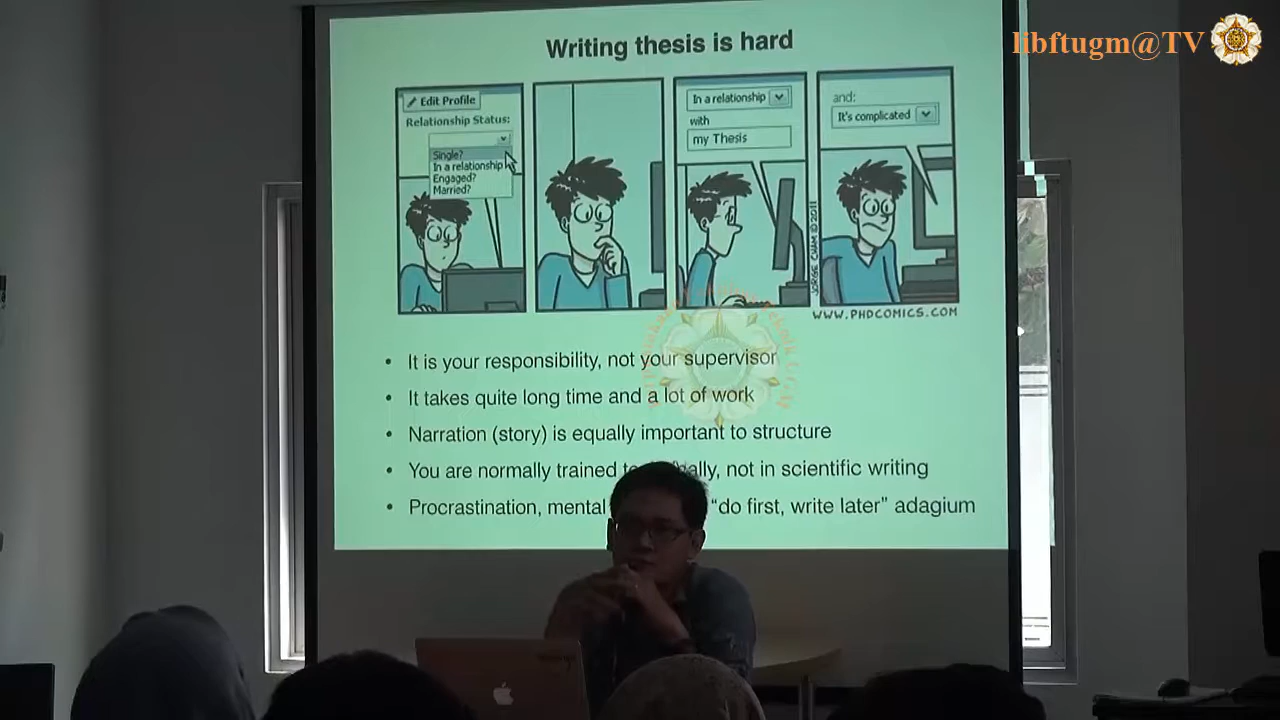 libftugm@TV
Writing thesis is hard
Edit Profile
Relationship Status:
Single?
In a relationship
Engaged?
Married?
In a relationship
with
my Thesis
and:
It's complicated
JORGE CHAM © 2011
WWW.PHDCOMICS.COM
• It is your responsibility, not your supervisor
• It takes quite long time and a lot of work
• Narration (story) is equally important to structure
• You are normally trained ally, not in scientific writing
• Procrastination, mental “do first, write later” adagium